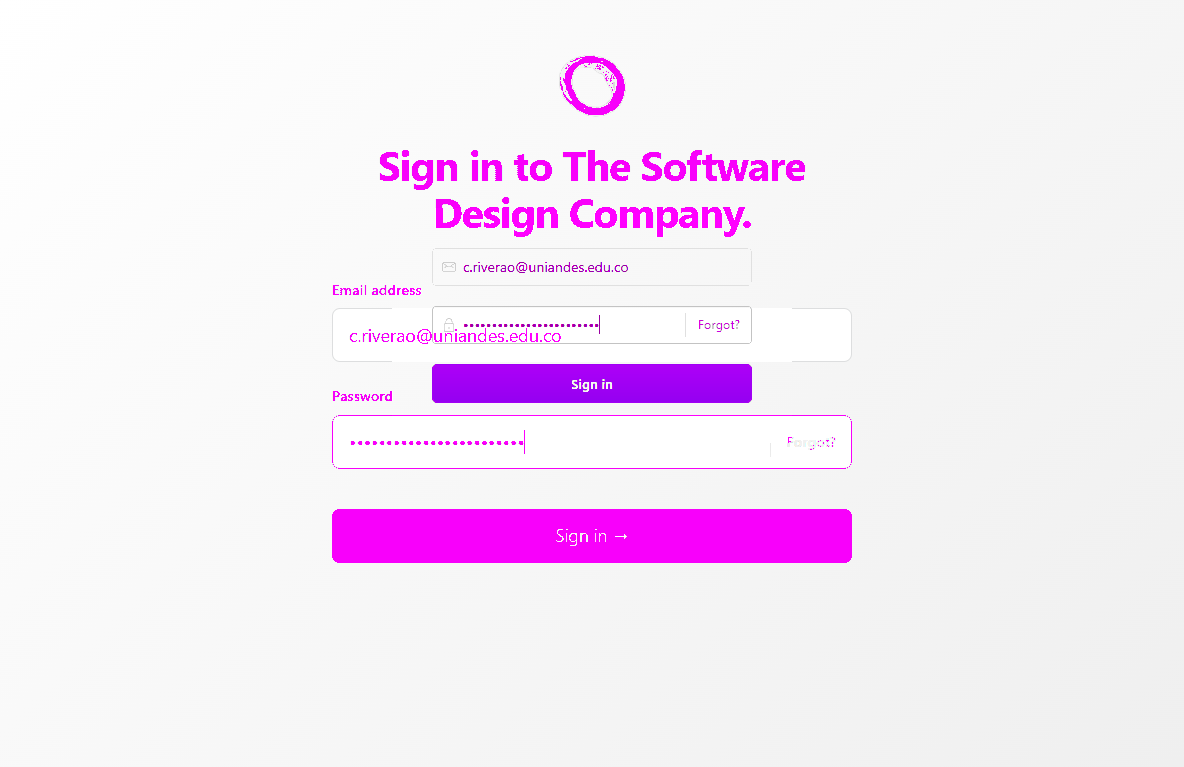 Sign in to The Software
Design Company.
c.riverao@uniandes.edu.co
Email address
Forgot?
c.riverao@uniandes.edu.co
Sign in
Password
Forgot?
Sign in →